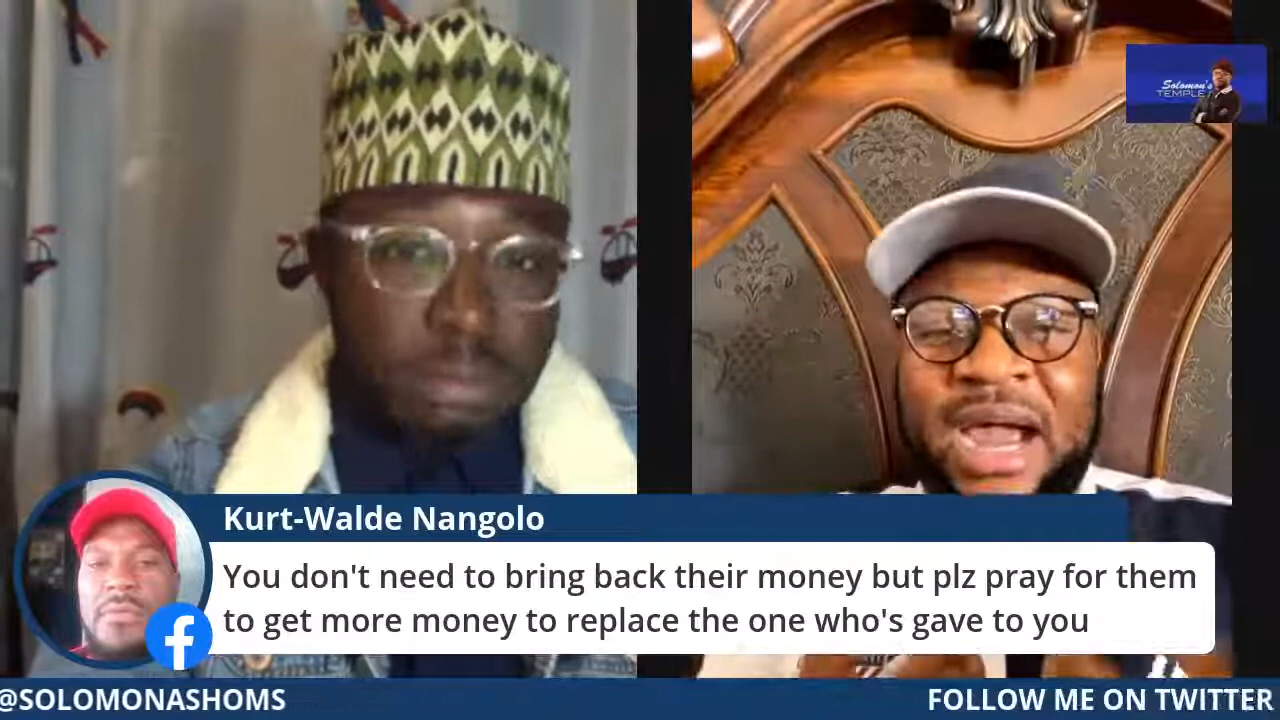 Solomon's
TEMPLE
Kurt-Walde Nangolo
You don't need to bring back their money but plz pray for them
to get more money to replace the one who's gave to you
@SOLOMONASHOMS
FOLLOW ME ON TWITTER